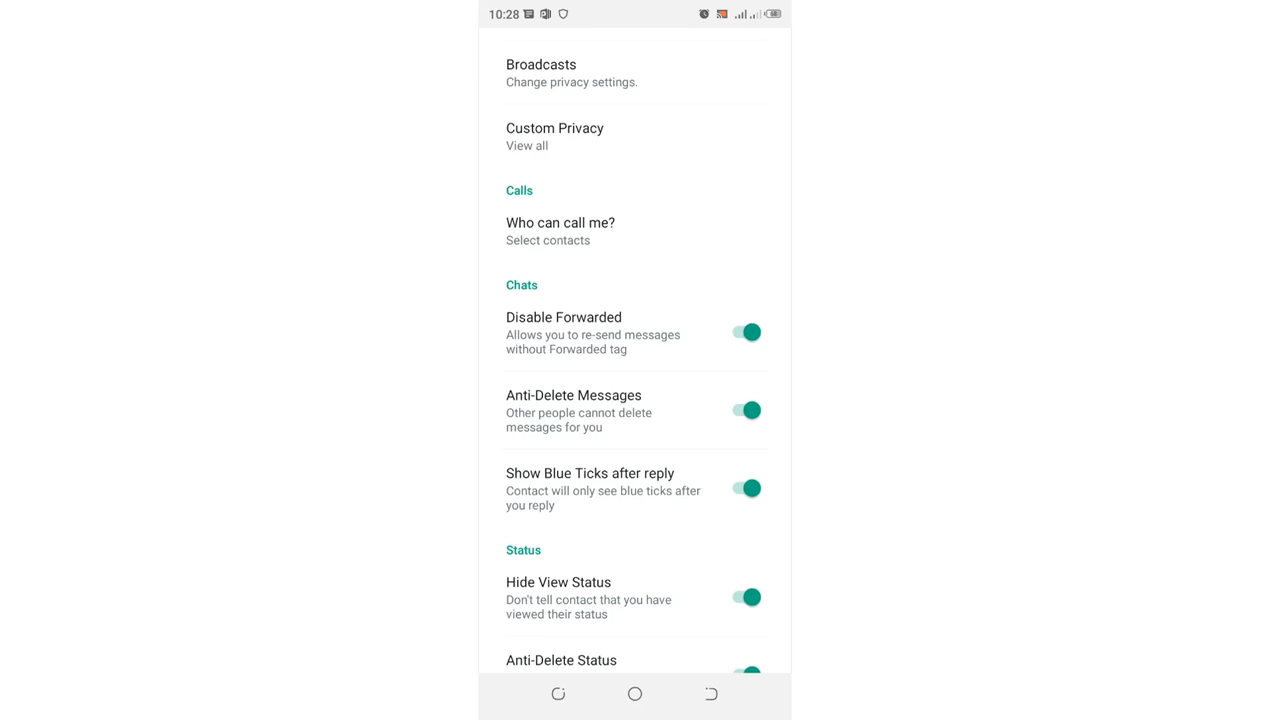 10:28
Broadcasts
Change privacy settings.
Custom Privacy
View all
Calls
Who can call me?
Select contacts
Chats
Disable Forwarded
Allows you to re-send messages
without Forwarded tag
Anti-Delete Messages
Other people cannot delete
messages for you
Show Blue Ticks after reply
Contact will only see blue ticks after
you reply
Status
Hide View Status
Don't tell contact that you have
viewed their status
Anti-Delete Status